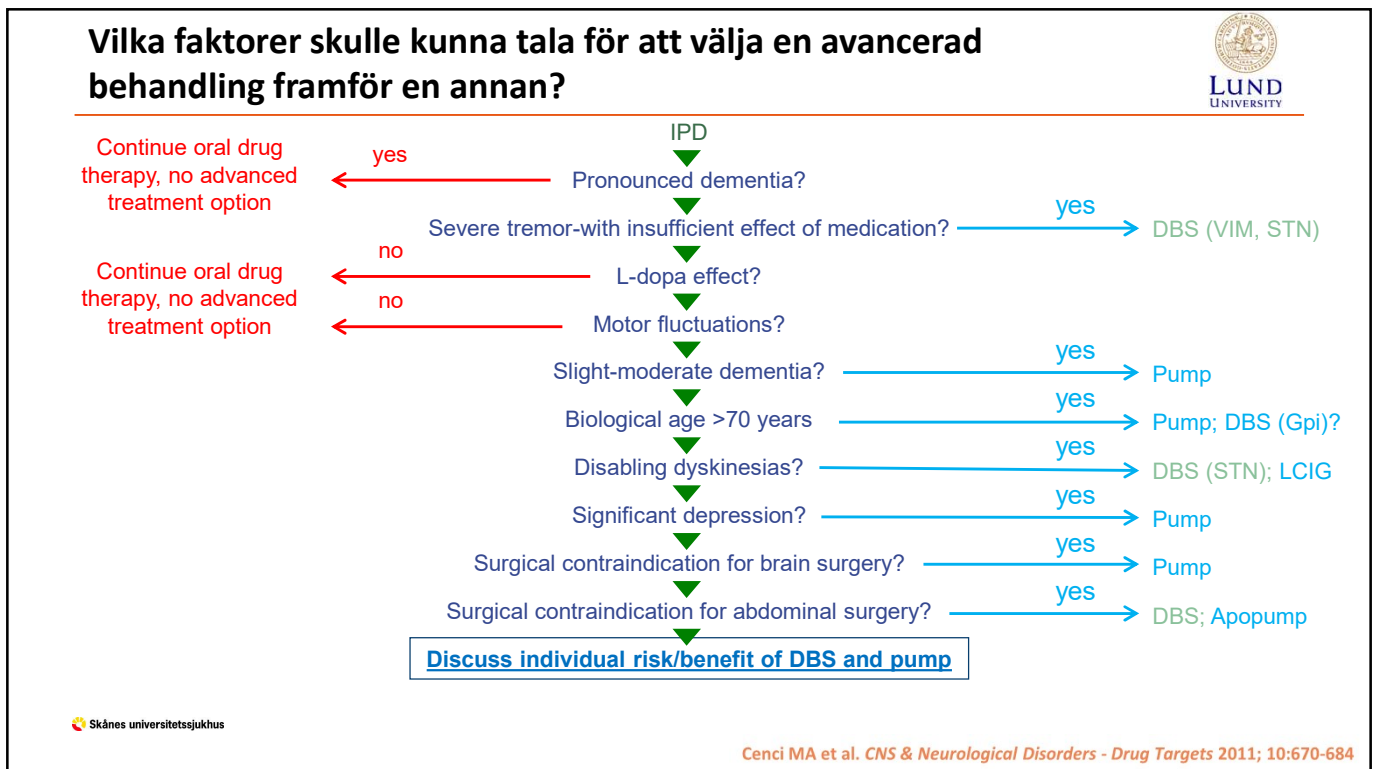 Vilka faktorer skulle kunna tala för att välja en avancerad
behandling framför en annan?
LUND
UNIVERSITY
IPD
Continue oral drug
therapy, no advanced
treatment option
yes
Pronounced dementia?
Severe tremor-with insufficient effect of medication?
yes
DBS (VIM, STN)
Continue oral drug
therapy, no advanced
treatment option
no
L-dopa effect?
no
Motor fluctuations?
Slight-moderate dementia?
yes
Pump
Biological age >70 years
yes
Pump; DBS (Gpi)?
Disabling dyskinesias?
yes
DBS (STN); LCIG
Significant depression?
yes
Pump
Surgical contraindication for brain surgery?
yes
Pump
Surgical contraindication for abdominal surgery?
yes
DBS; Apopump
Discuss individual risk/benefit of DBS and pump
Skånes universitetssjukhus
Cenci MA et al. CNS & Neurological Disorders - Drug Targets 2011; 10:670-684